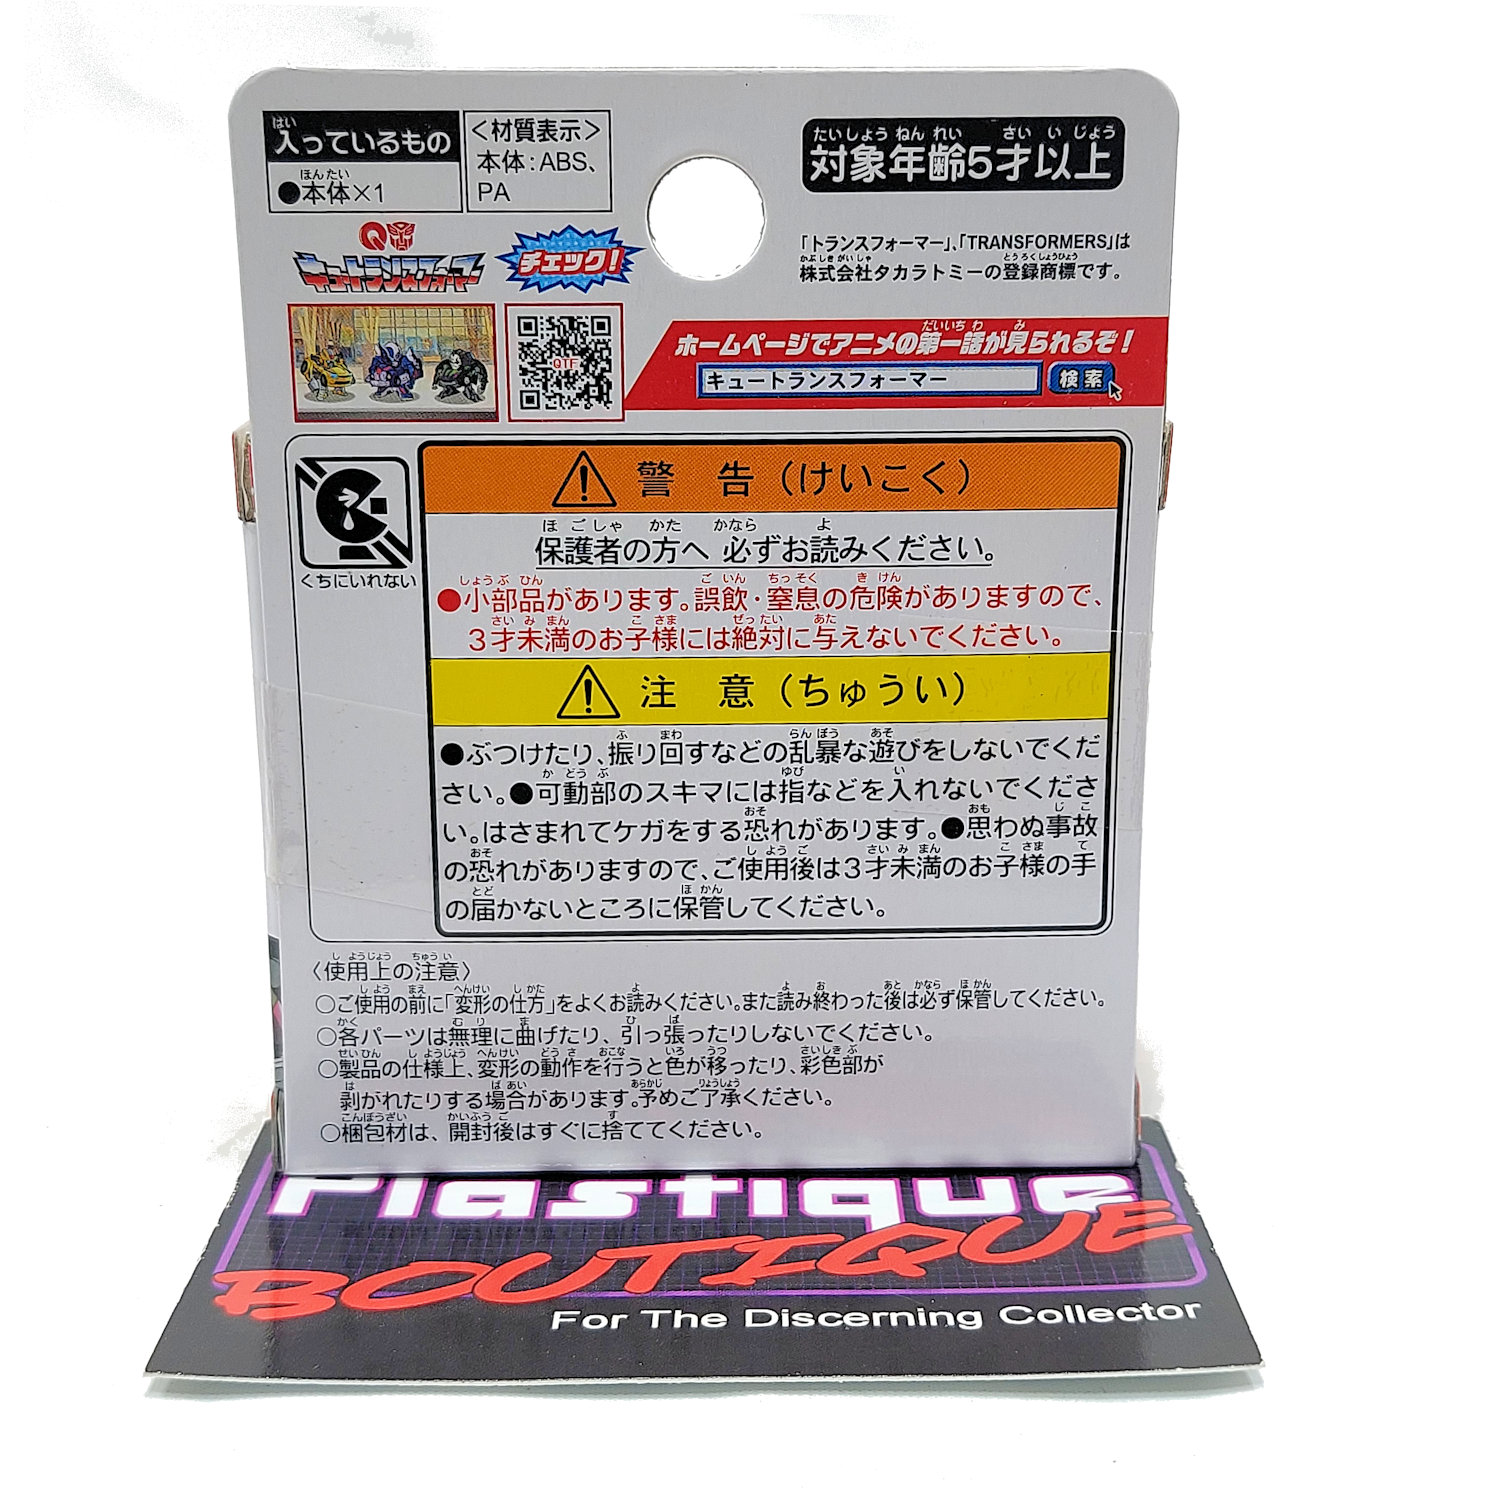 入っているもの
●本体×1
<材質表示>
本体:ABS、
PA
対象年齢5才以上
「トランスフォーマー」、「TRANSFORMERS」は
株式会社タカラトミーの登録商標です。
Q
キュートランスフォーマー
チェック!
QTF
ホームページでアニメの第一話が見られるぞ!
キュートランスフォーマー
検索
くちにいれない
警 告 (けいこく)
保護者の方へ 必ずお読みください。
●小部品があります。誤飲・窒息の危険がありますので、
3才未満のお子様には絶対に与えないでください。
注 意 (ちゅうい)
●ぶつけたり、振り回すなどの乱暴な遊びをしないでくだ
さい。●可動部のスキマには指などを入れないでくださ
い。はさまれてケガをする恐れがあります。●思わぬ事故
の恐れがありますので、ご使用後は3才未満のお子様の手
の届かないところに保管してください。
〈使用上の注意〉
○ご使用の前に「変形の仕方」をよくお読みください。また読み終わった後は必ず保管してください。
○各パーツは無理に曲げたり、引っ張ったりしないでください。
○製品の仕様上、変形の動作を行うと色が移ったり、彩色部が
剥がれたりする場合があります。予めご了承ください。
○梱包材は、開封後はすぐに捨ててください。
Plastique
BOUTIQUE
For The Discerning Collector